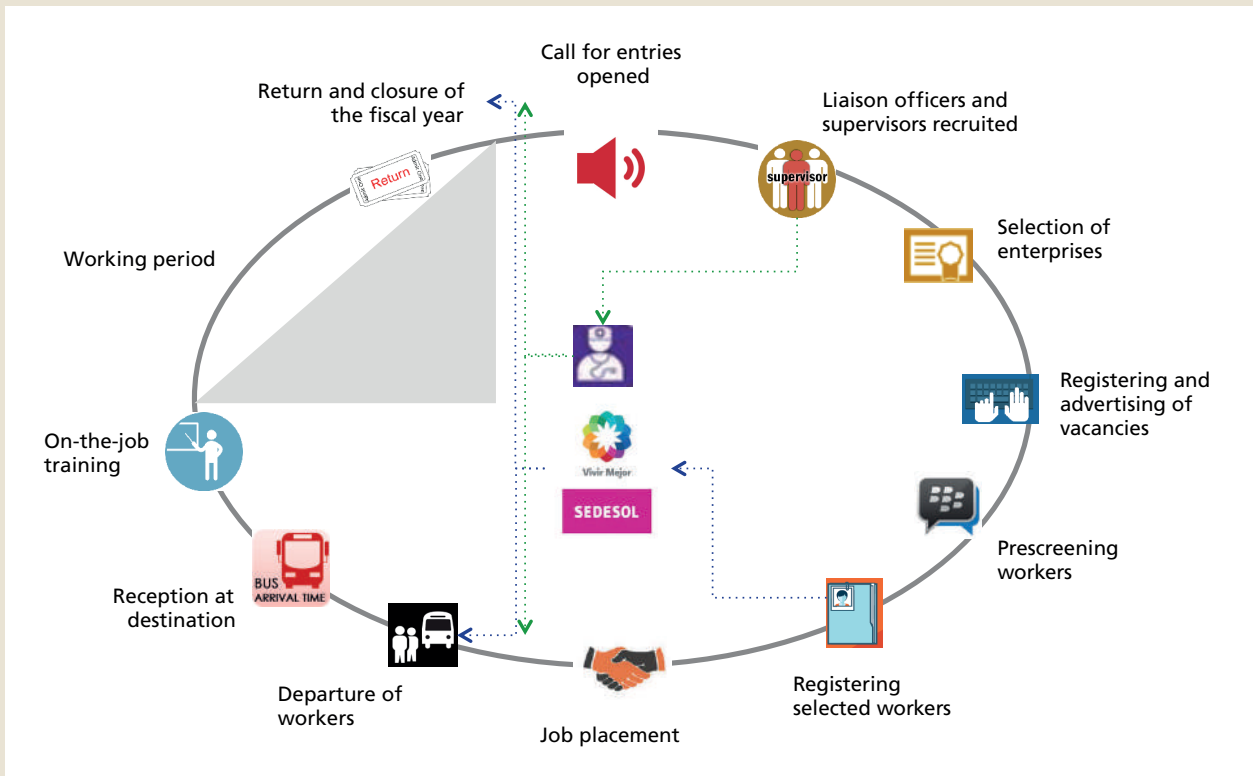 Call for entries
opened
Return and closure of
the fiscal year
Liaison officers and
supervisors recruited
supervisor
Return
Selection of
enterprises
Working period
Registering and
advertising of
vacancies
On-the-job
training
Vivir Mejor
SEDESOL
Prescreening
workers
BUS
ARRIVAL TIME
Reception at
destination
Registering
selected workers
Departure of
workers
Job placement